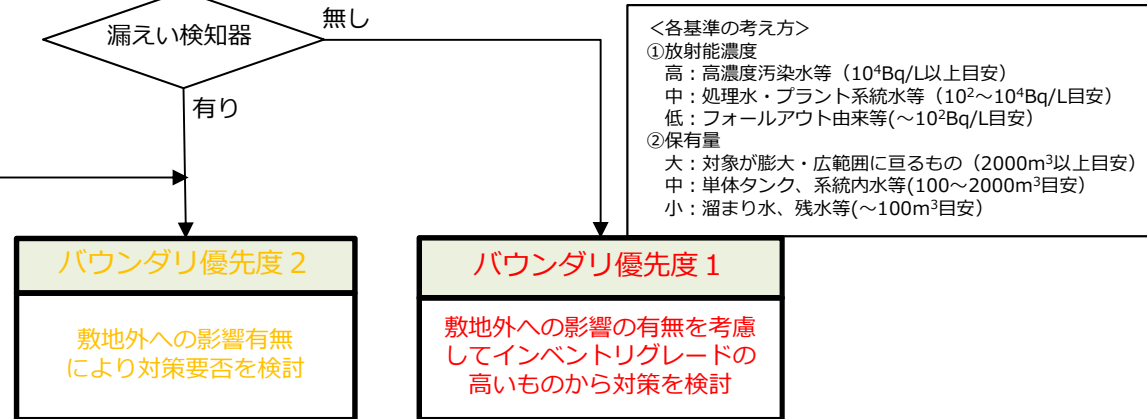 漏えい検知器
無し
有り
＜各基準の考え方＞
①放射能濃度
高：高濃度汚染水等（10⁴Bq/L以上目安）
中：処理水・プラント系統水等（10²～10⁴Bq/L目安）
低：フォールアウト由来等(～10²Bq/L目安）
②保有量
大：対象が膨大・広範囲に亘るもの（2000m³以上目安）
中：単体タンク、系統内水等(100～2000m³目安）
小：溜まり水、残水等(～100m³目安）
バウンダリ優先度２
敷地外への影響有無
により対策要否を検討
バウンダリ優先度１
敷地外への影響の有無を考慮
してインベントリグレードの
高いものから対策を検討